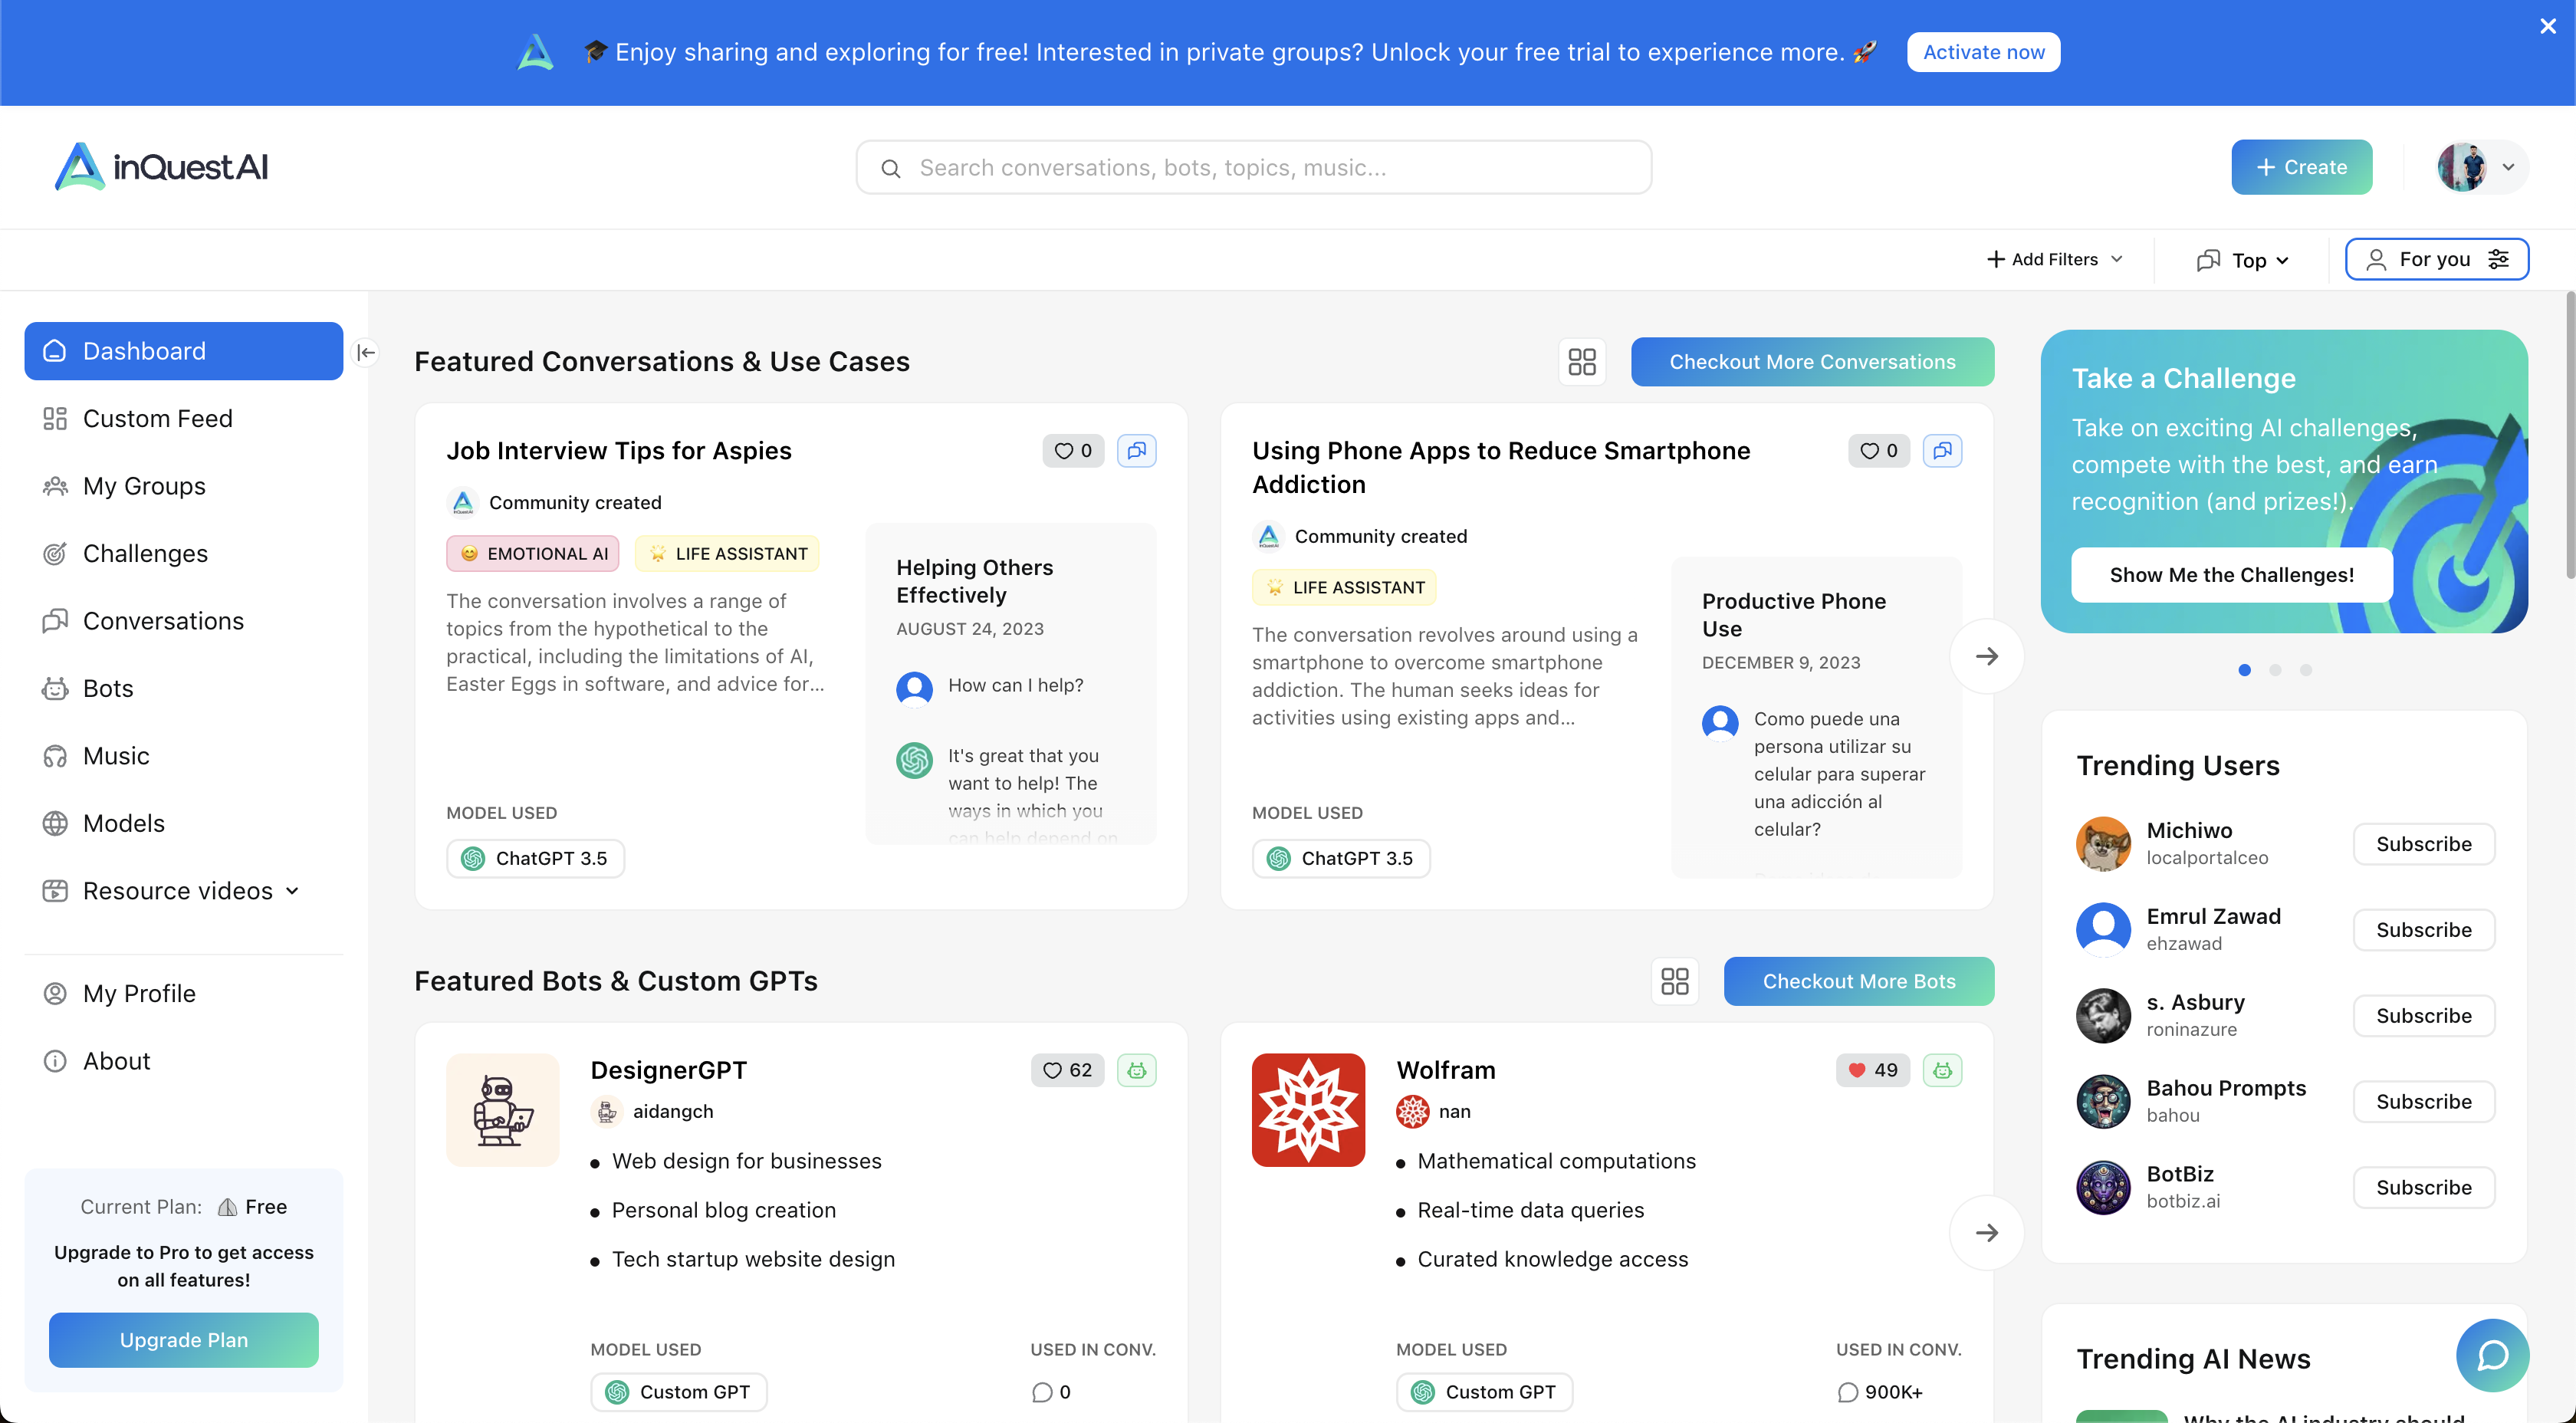 🎓 Enjoy sharing and exploring for free! Interested in private groups? Unlock your free trial to experience more. 🚀
Activate now
inQuestAI
Search conversations, bots, topics, music...
+ Create
+ Add Filters
Top
For you
Dashboard
Custom Feed
My Groups
Challenges
Conversations
Bots
Music
Models
Resource videos
My Profile
About
Current Plan: Free
Upgrade to Pro to get access
on all features!
Upgrade Plan
Featured Conversations & Use Cases
Checkout More Conversations
Job Interview Tips for Aspies
0
Community created
😊 EMOTIONAL AI
🌟 LIFE ASSISTANT
The conversation involves a range of
topics from the hypothetical to the
practical, including the limitations of AI,
Easter Eggs in software, and advice for...
MODEL USED
ChatGPT 3.5
Helping Others
Effectively
AUGUST 24, 2023
How can I help?
It's great that you
want to help! The
ways in which you
can help depend on
Using Phone Apps to Reduce Smartphone
Addiction
0
Community created
🌟 LIFE ASSISTANT
The conversation revolves around using a
smartphone to overcome smartphone
addiction. The human seeks ideas for
activities using existing apps and...
MODEL USED
ChatGPT 3.5
Productive Phone
Use
DECEMBER 9, 2023
Como puede una
persona utilizar su
celular para superar
una adicción al
celular?
Featured Bots & Custom GPTs
Checkout More Bots
DesignerGPT
62
aidangch
• Web design for businesses
• Personal blog creation
• Tech startup website design
MODEL USED
Custom GPT
USED IN CONV.
0
Wolfram
49
nan
• Mathematical computations
• Real-time data queries
• Curated knowledge access
MODEL USED
Custom GPT
USED IN CONV.
900K+
Take a Challenge
Take on exciting AI challenges,
compete with the best, and earn
recognition (and prizes!).
Show Me the Challenges!
Trending Users
Michiwo
localportalceo
Subscribe
Emrul Zawad
ehzawad
Subscribe
s. Asbury
roninazure
Subscribe
Bahou Prompts
bahou
Subscribe
BotBiz
botbiz.ai
Subscribe
Trending AI News
Why the AI industry should